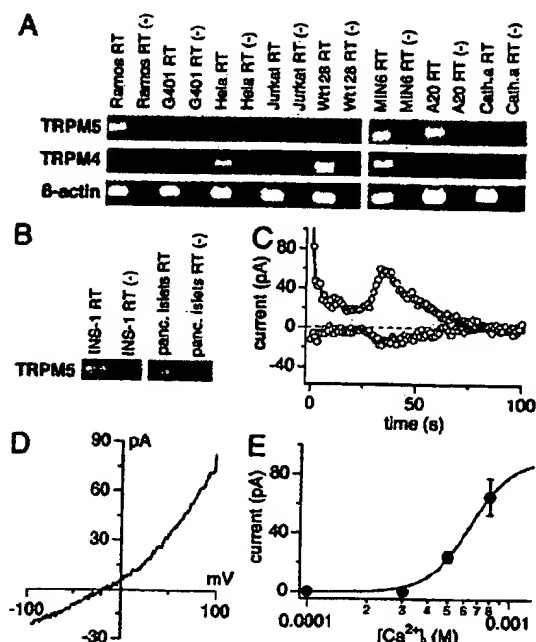 A
Ramos RT
Ramos RT (-)
G401 RT
G401 RT (-)
Hela RT
Hela RT (-)
Jurkat RT
Jurkat RT (-)
Wt128 RT
Wt128 RT (-)
MIN6 RT
MIN6 RT (-)
A20 RT
A20 RT (-)
Cath.a RT
Cath.a RT (-)
TRPM5
TRPM4
ß-actin
B
INS-1 RT
INS-1 RT (-)
panc. islets RT
panc. islets RT (-)
TRPM5
C
current (pA)
80
40
0
-40
0
50
100
time (s)
D
pA
90
60
30
mV
-100
100
-30
E
current (pA)
80
40
0
0.0001
2
3
4
5
6
7
8
0.001
[Ca²⁺]ᵢ (M)